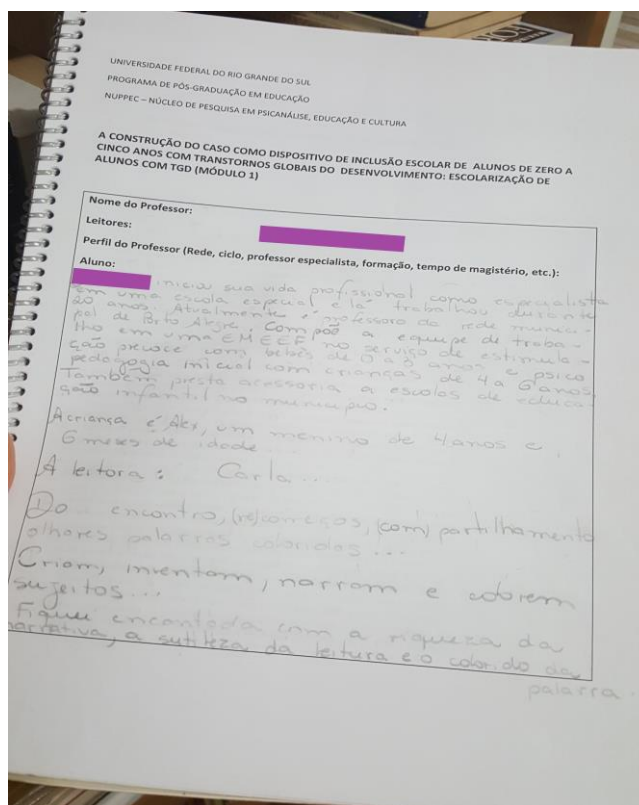 UNIVERSIDADE FEDERAL DO RIO GRANDE DO SUL
PROGRAMA DE PÓS-GRADUAÇÃO EM EDUCAÇÃO
NUPPEC – NÚCLEO DE PESQUISA EM PSICANÁLISE, EDUCAÇÃO E CULTURA
A CONSTRUÇÃO DO CASO COMO DISPOSITIVO DE INCLUSÃO ESCOLAR DE ALUNOS DE ZERO A
CINCO ANOS COM TRANSTORNOS GLOBAIS DO DESENVOLVIMENTO: ESCOLARIZAÇÃO DE
ALUNOS COM TGD (MÓDULO 1)
Nome do Professor:
Leitores:
Perfil do Professor (Rede, ciclo, professor especialista, formação, tempo de magistério, etc.):
Aluno:
iniciou sua vida profissional como especialista
em uma escola especial e lá trabalhou durante
20 anos. Atualmente é professora da rede munici-
pal de Porto Alegre. Compõe a equipe de traba-
lho em uma EMEEF no serviço de estimula-
ção precoce com bebês de 0 a 3 anos e psico
pedagogia inicial com crianças de 4 a 6 anos.
Também presta acessoria a escolas de educa-
ção infantil no município.
A criança é Alex, um menino de 4 anos e
6 meses de idade...
A leitora: Carla...
① Do encontro, (re)começos, (com)partilhamento
olhares palavras coloridas...
Criam, inventam, narram e colorem
sujeitos...
Fiquei encantada com a riqueza da
narrativa, a sutileza da leitura e o colorido da
palavra.